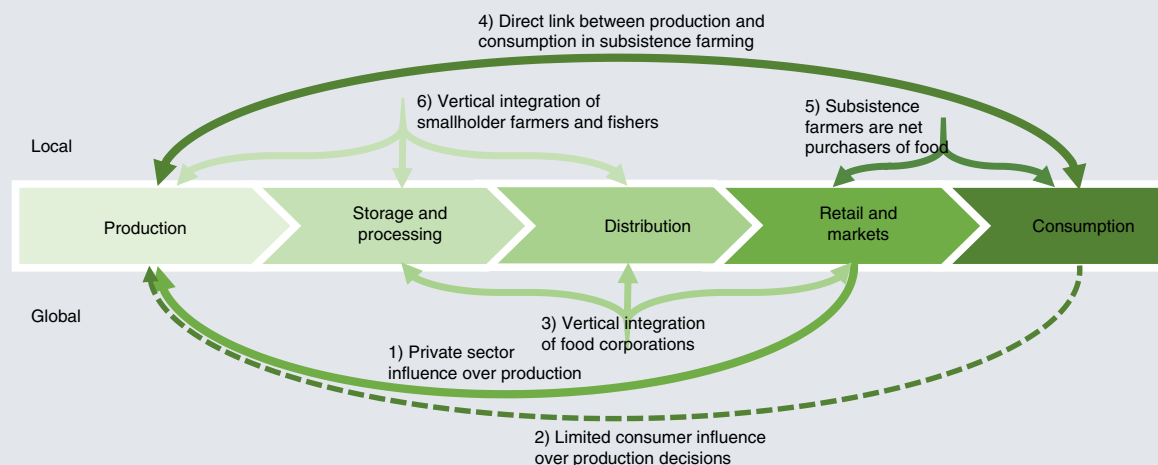 4) Direct link between production and
consumption in subsistence farming
6) Vertical integration of
smallholder farmers and fishers
5) Subsistence
farmers are net
purchasers of food
Local
Production
Storage and
processing
Distribution
Retail and
markets
Consumption
Global
3) Vertical integration
of food corporations
1) Private sector
influence over production
2) Limited consumer influence
over production decisions